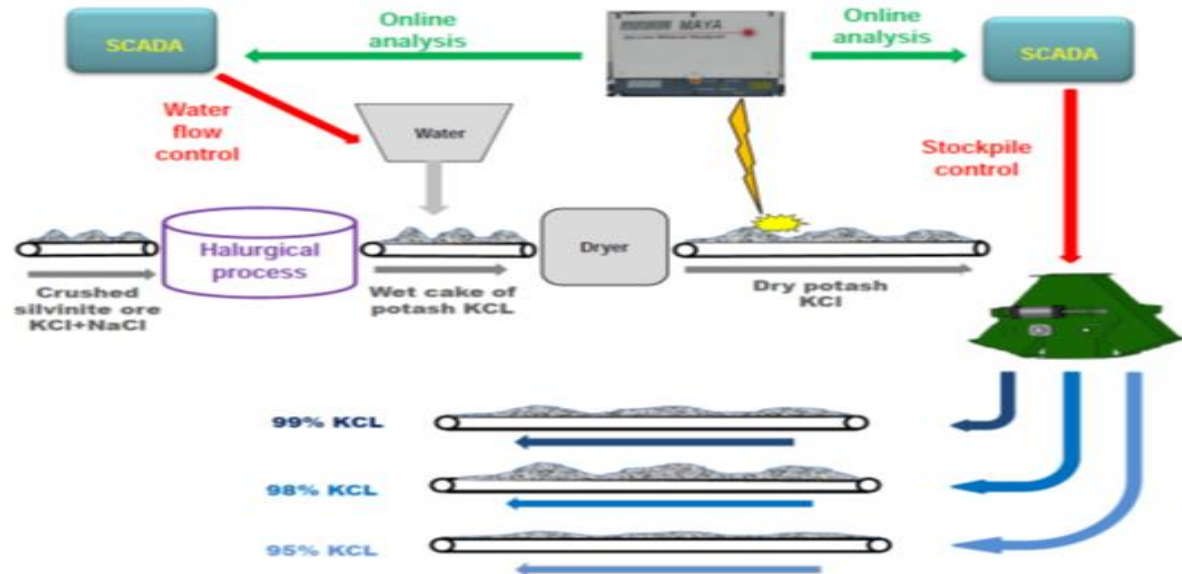 Online
analysis
Online
analysis
SCADA
MAYA
SCADA
Water
flow
control
Water
Stockpile
control
Halurgical
process
Dryer
Crushed
silvinite ore
KCl+NaCl
Wet cake of
potash KCL
Dry potash
KCl
99% KCL
98% KCL
95% KCL